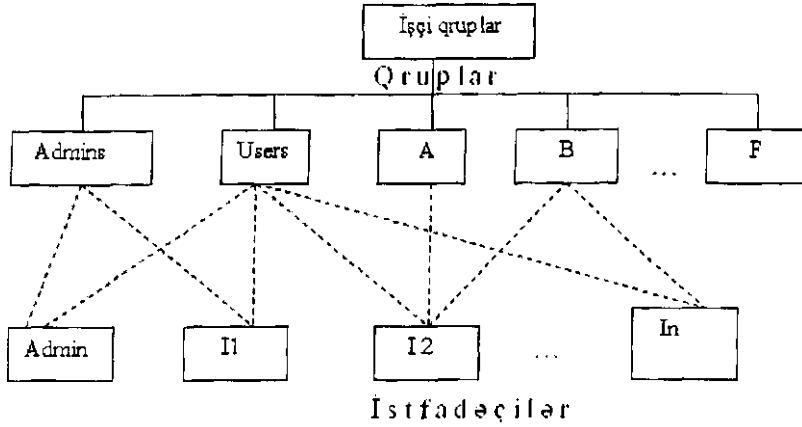 İşçi qruplar
Qruplar
Admins
Users
A
B
...
F
Admin
I1
I2
...
In
İstfadəçilər